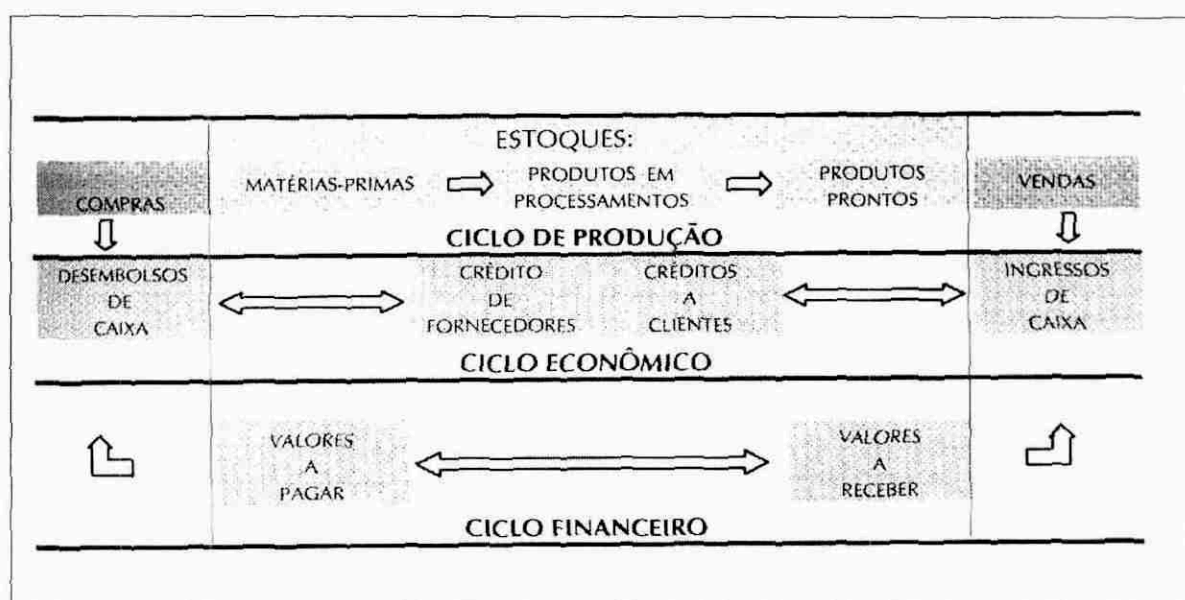 ESTOQUES:
COMPRAS
MATÉRIAS-PRIMAS
PRODUTOS EM
PROCESSAMENTOS
PRODUTOS
PRONTOS
VENDAS
CICLO DE PRODUÇÃO
DESEMBOLSOS
DE
CAIXA
CRÉDITO
DE
FORNECEDORES
CRÉDITOS
A
CLIENTES
INGRESSOS
DE
CAIXA
CICLO ECONÔMICO
VALORES
A
PAGAR
VALORES
A
RECEBER
CICLO FINANCEIRO